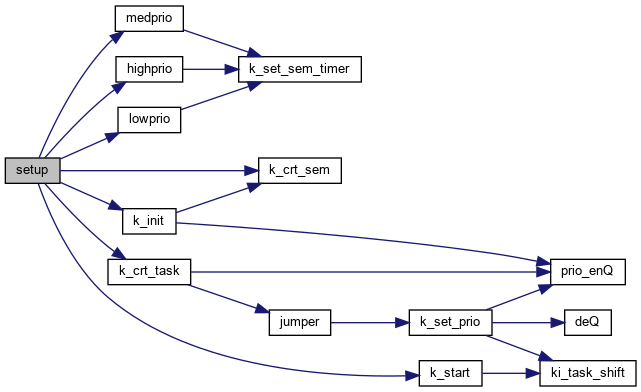 medprio
highprio
k_set_sem_timer
lowprio
setup
k_crt_sem
k_init
k_crt_task
prio_enQ
jumper
k_set_prio
deQ
k_start
ki_task_shift